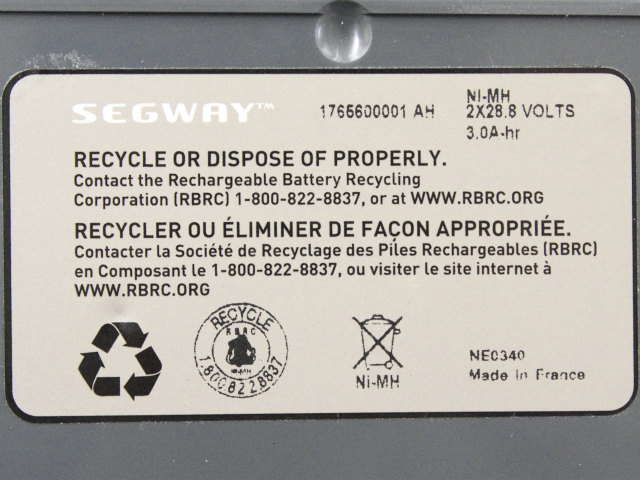 SEGWAY™
1765600001 AH
NI-MH
2X28.8 VOLTS
3.0A-hr
RECYCLE OR DISPOSE OF PROPERLY.
Contact the Rechargeable Battery Recycling
Corporation (RBRC) 1-800-822-8837, or at WWW.RBRC.ORG
RECYCLER OU ÉLIMINER DE FAÇON APPROPRIÉE.
Contacter la Société de Recyclage des Piles Rechargeables (RBRC)
en Composant le 1-800-822-8837, ou visiter le site internet à
WWW.RBRC.ORG
RECYCLE
RBRC
Ni-MH
1.800.822.8837
Ni-MH
NE0340
Made in France